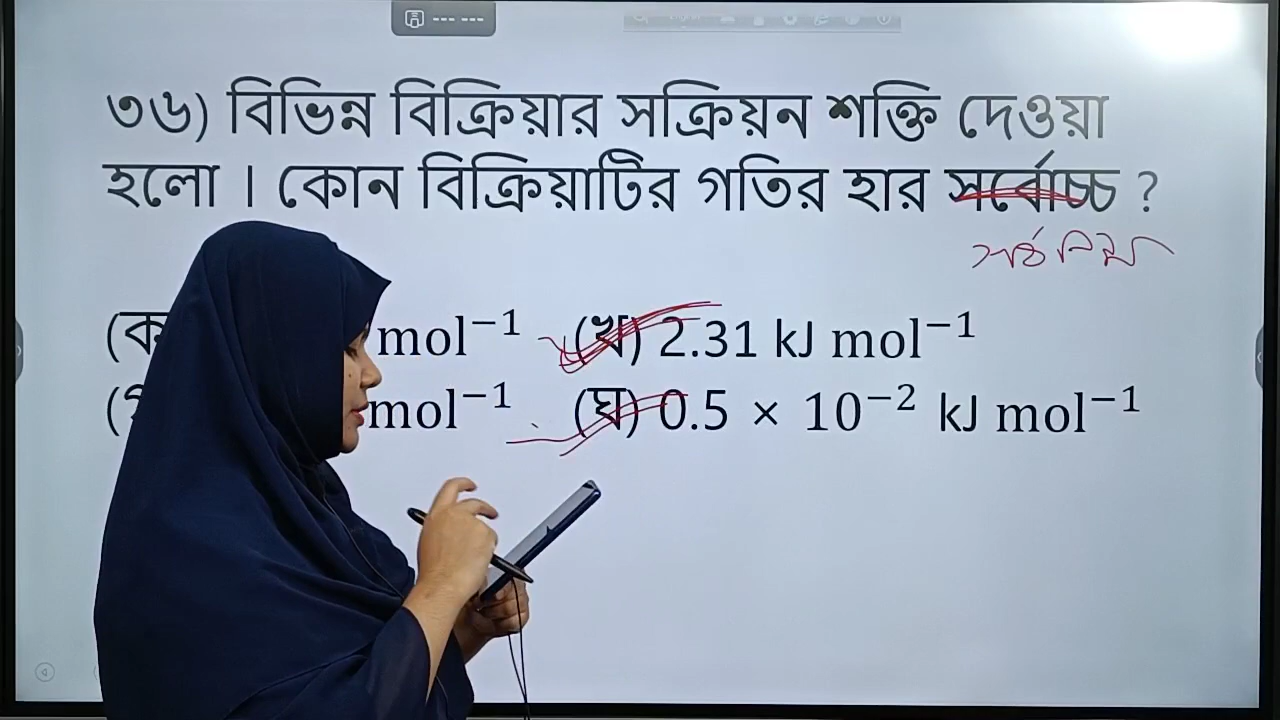 ৩৬) বিভিন্ন বিক্রিয়ার সক্রিয়ন শক্তি দেওয়া
হলো । কোন বিক্রিয়াটির গতির হার সর্বোচ্চ ?
সর্বনিম্ন
(ক mol⁻¹ (খ) 2.31 kJ mol⁻¹
(গ mol⁻¹ (ঘ) 0.5 × 10⁻² kJ mol⁻¹